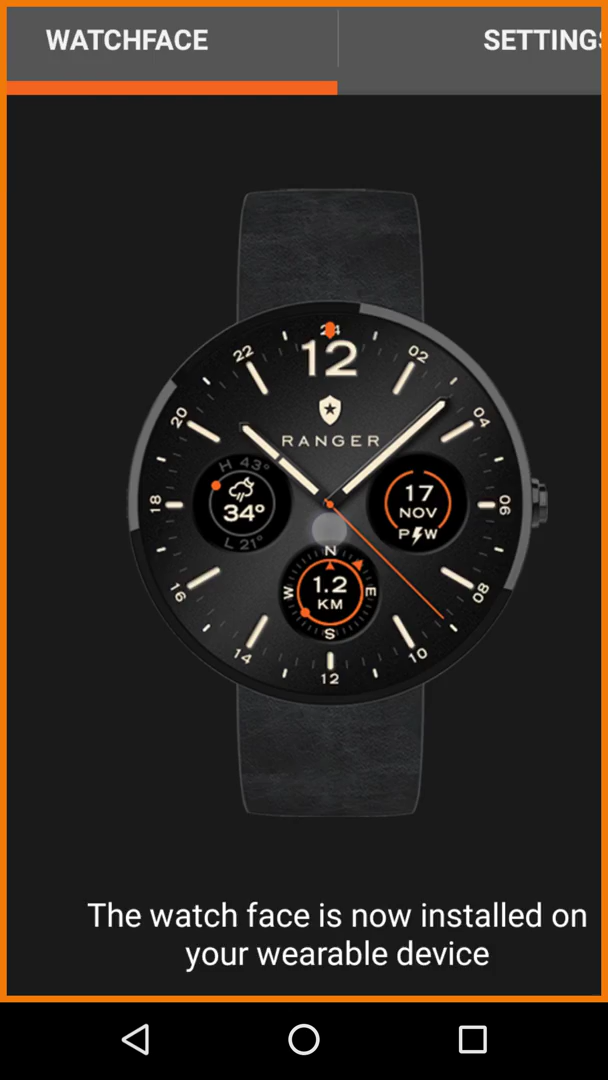 WATCHFACE
SETTINGS
24
12
22
02
20
04
RANGER
H 43°
34°
L 21°
17
NOV
P W
18
06
N
W
1.2
E
KM
S
16
08
14
10
12
The watch face is now installed on
your wearable device